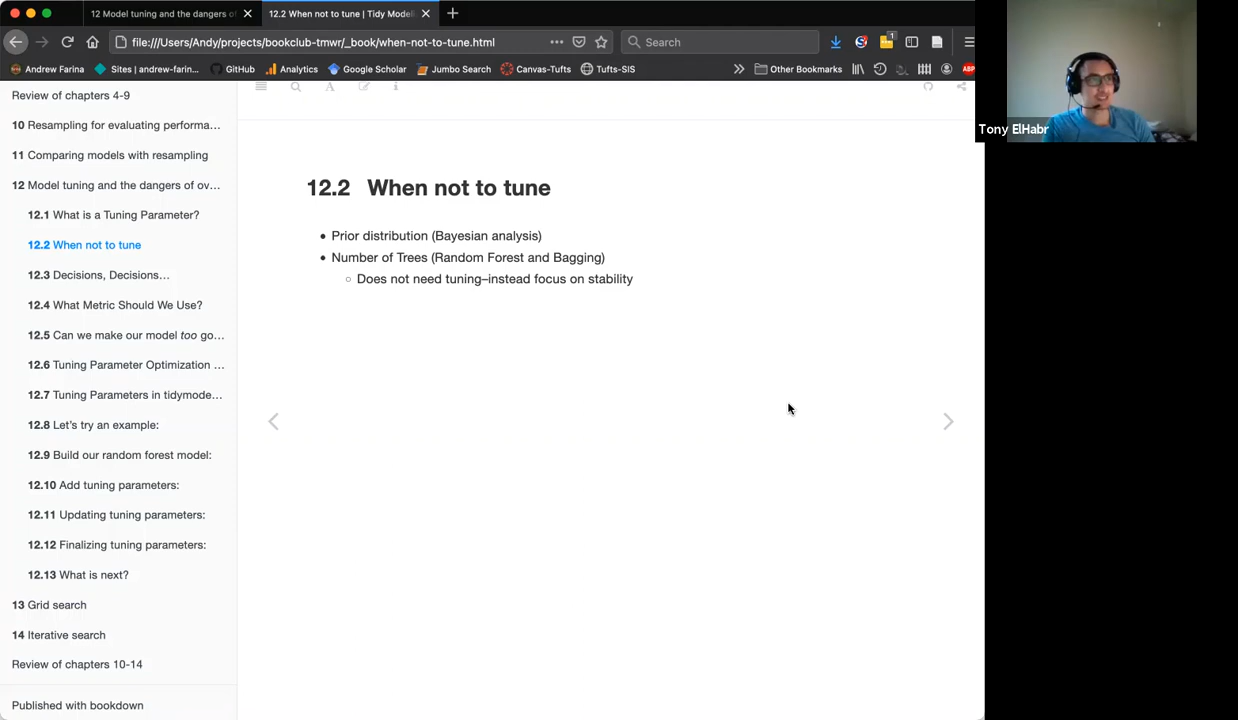 12 Model tuning and the dangers of
12.2 When not to tune | Tidy Model
file:///Users/Andy/projects/bookclub-tmwr/_book/when-not-to-tune.html
Search
1
Andrew Farina
Sites | andrew-farin...
GitHub
Analytics
Google Scholar
Jumbo Search
Canvas-Tufts
Tufts-SIS
Other Bookmarks
ABP
Tony ElHabr
Review of chapters 4-9
10 Resampling for evaluating performa...
11 Comparing models with resampling
12 Model tuning and the dangers of ov...
12.1 What is a Tuning Parameter?
12.2 When not to tune
12.3 Decisions, Decisions...
12.4 What Metric Should We Use?
12.5 Can we make our model too go...
12.6 Tuning Parameter Optimization ...
12.7 Tuning Parameters in tidymode...
12.8 Let's try an example:
12.9 Build our random forest model:
12.10 Add tuning parameters:
12.11 Updating tuning parameters:
12.12 Finalizing tuning parameters:
12.13 What is next?
13 Grid search
14 Iterative search
Review of chapters 10-14
Published with bookdown
12.2 When not to tune
• Prior distribution (Bayesian analysis)
• Number of Trees (Random Forest and Bagging)
○ Does not need tuning–instead focus on stability